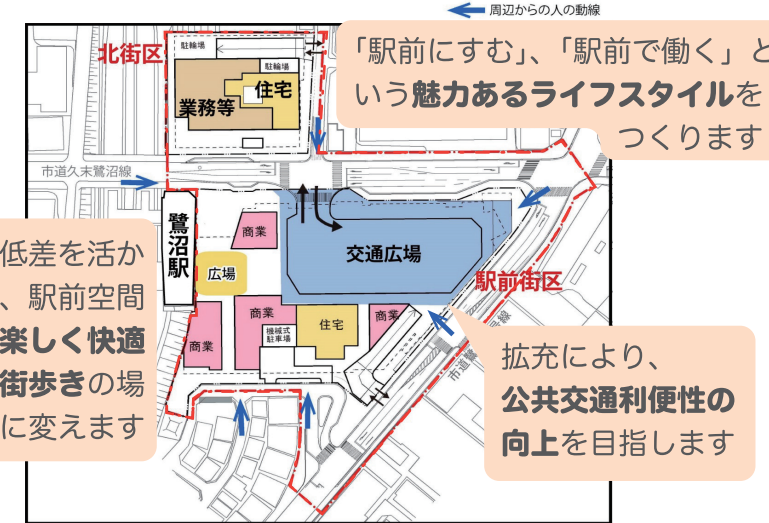 周辺からの人の動線
北街区
駐輪場
駐輪場
住宅
業務等
「駅前にすむ」、「駅前で働く」と
いう魅力あるライフスタイルを
つくります
市道久末鷺沼線
鷺沼駅
商業
交通広場
広場
駅前街区
低差を活か
、駅前空間
楽しく快適
街歩きの場
に変えます
商業
商業
機械式
駐車場
住宅
商業
市道鷺
号線
拡充により、
公共交通利便性の
向上を目指します